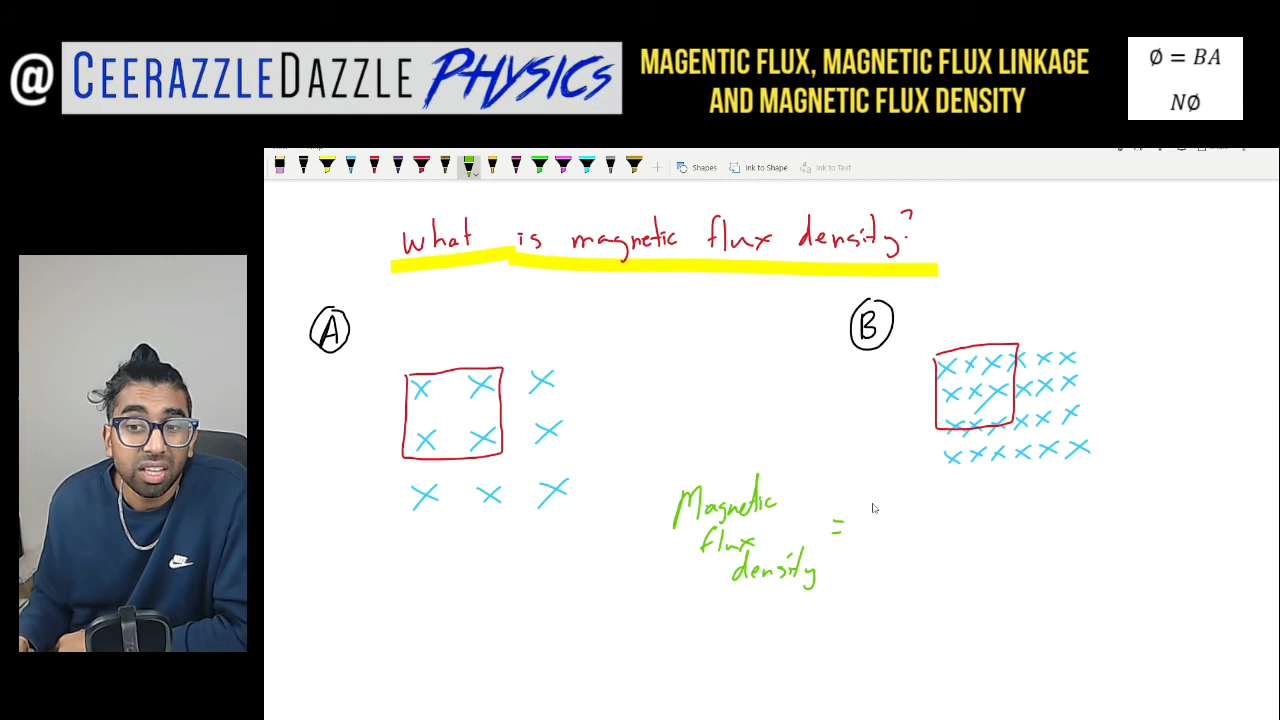 @ CEERAZZLEDAZZLE PHYSICS
MAGENTIC FLUX, MAGNETIC FLUX LINKAGE
AND MAGNETIC FLUX DENSITY
Ø = BA
NØ
Shapes
Ink to Shape
Ink to Text
What is magnetic flux density?
A
B
X X X
X X X
X X X
X X X X X X
X X X X X X
X X X X X X
X X X X X X
Magnetic
flux
density =